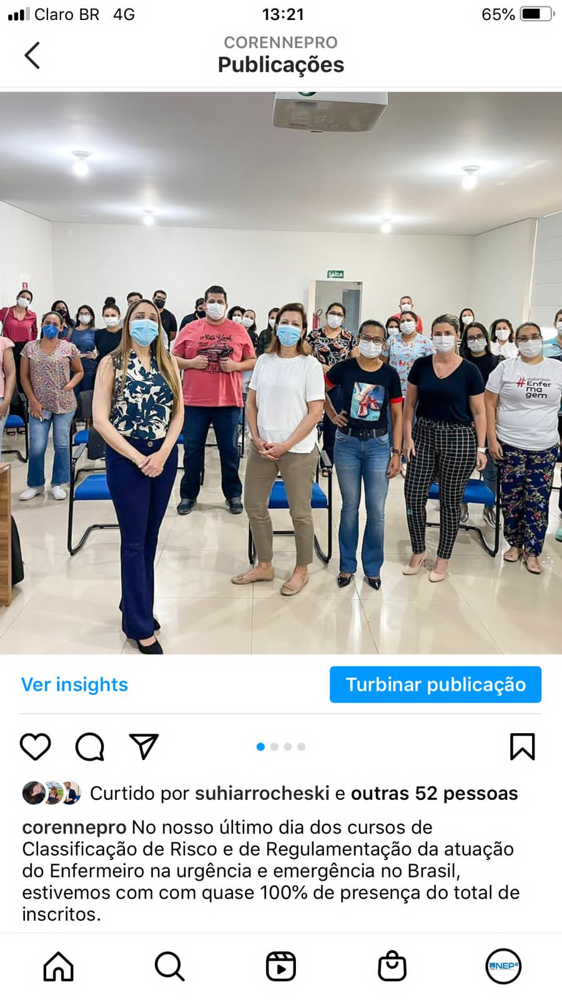 Claro BR 4G 13:21 65%
CORENNEPRO
Publicações
SAÍDA
New York
#Valorize
Enfer
ma
gem
Ver insights
Turbinar publicação
Curtido por suhiarrocheski e outras 52 pessoas
corennepro No nosso último dia dos cursos de
Classificação de Risco e de Regulamentação da atuação
do Enfermeiro na urgência e emergência no Brasil,
estivemos com com quase 100% de presença do total de
inscritos.
NEP